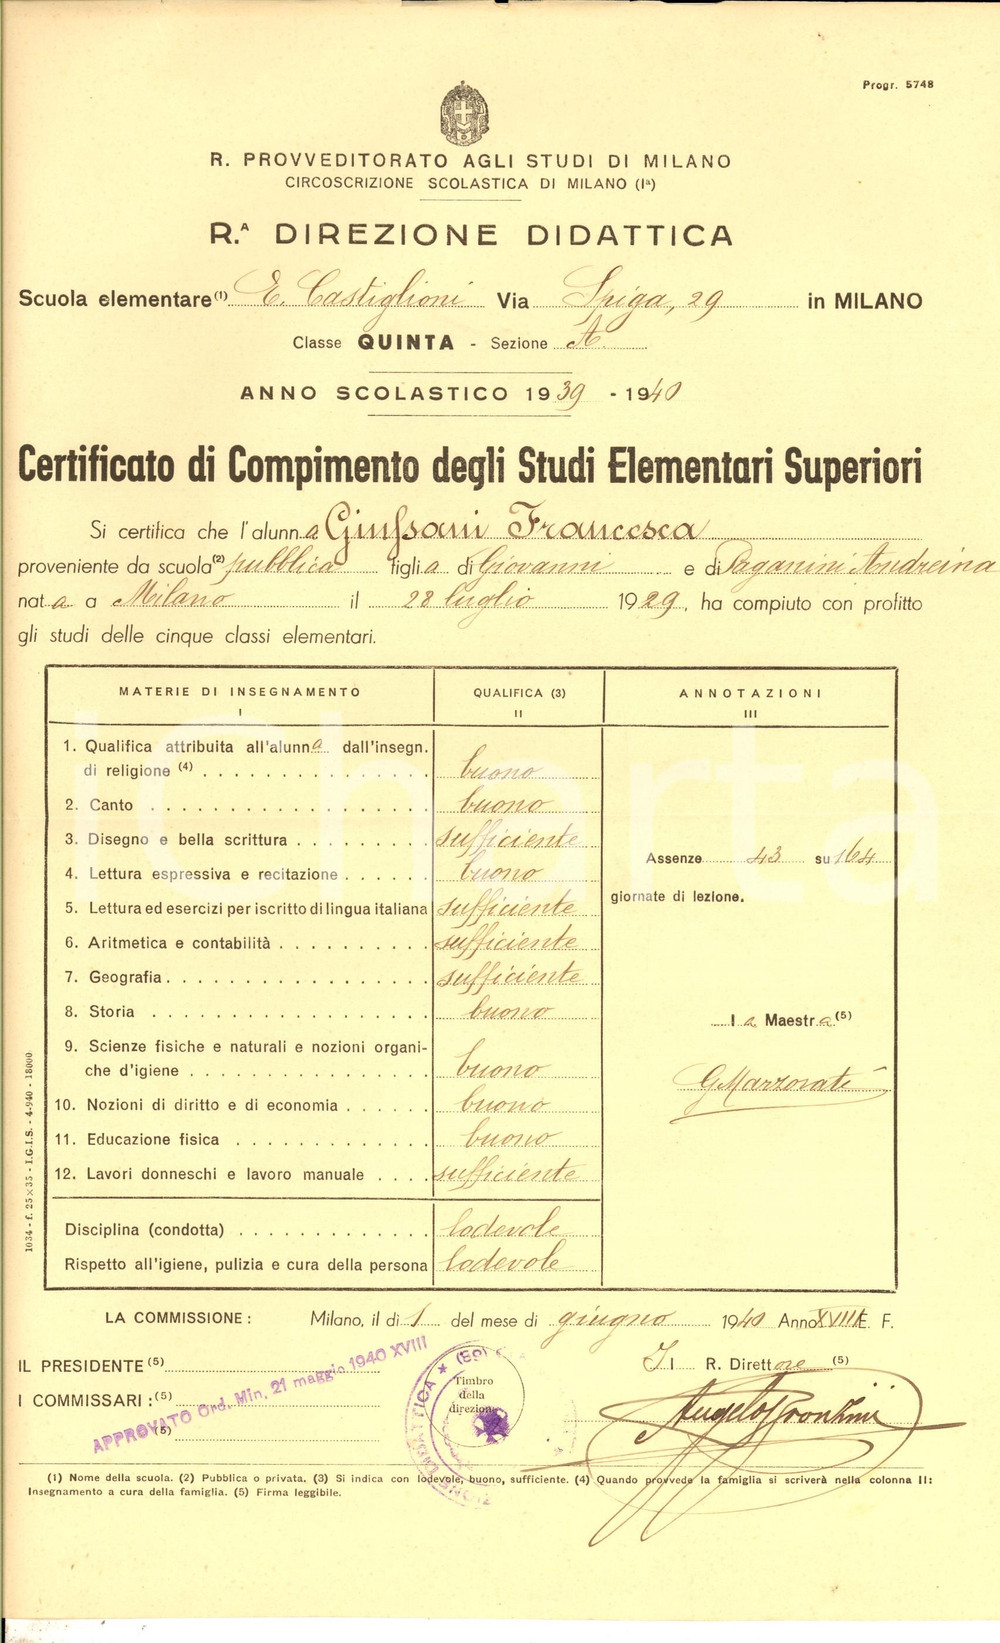 Progr. 5748
R. PROVVEDITORATO AGLI STUDI DI MILANO
CIRCOSCRIZIONE SCOLASTICA DI MILANO (Iª)
R.A DIREZIONE DIDATTICA
Scuola elementare (1) E. Castiglioni Via Spiga, 29 in MILANO
Classe QUINTA - Sezione A.
ANNO SCOLASTICO 1939 - 1940
Certificato di Compimento degli Studi Elementari Superiori
Si certifica che l'alunna Giussani Francesca
proveniente da scuola (2) pubblica figlia di Giovanni e di Paganini Andreina
nata a Milano il 28 luglio 1929, ha compiuto con profitto
gli studi delle cinque classi elementari.
MATERIE DI INSEGNAMENTO QUALIFICA (3) ANNOTAZIONI
I II III
1. Qualifica attribuita all'alunna dall'insegn.
di religione (4) buono
2. Canto buono
3. Disegno e bella scrittura sufficiente
Assenze 43 su 164
4. Lettura espressiva e recitazione buono
giornate di lezione.
5. Lettura ed esercizi per iscritto di lingua italiana sufficiente
6. Aritmetica e contabilità sufficiente
7. Geografia sufficiente
8. Storia buono
La Maestra (5)
9. Scienze fisiche e naturali e nozioni organi-
che d'igiene buono
GMarzorati
10. Nozioni di diritto e di economia buono
11. Educazione fisica buono
12. Lavori donneschi e lavoro manuale sufficiente
Disciplina (condotta) lodevole
Rispetto all'igiene, pulizia e cura della persona lodevole
1034 - f. 25×35 - I.G.I.S. - 4-940 - 18000
LA COMMISSIONE: Milano, il dì 1 del mese di giugno 1940 Anno XVIII E. F.
IL PRESIDENTE (5) Il R. Direttore (5)
I COMMISSARI: (5)
(5)
APPROVATO Ord. Min. 21 maggio 1940 XVIII
Timbro
della
direzione
DIDATTICA
(1) Nome della scuola. (2) Pubblica o privata. (3) Si indica con lodevole, buono, sufficiente. (4) Quando provvede la famiglia si scriverà nella colonna II:
Insegnamento a cura della famiglia. (5) Firma leggibile.
iCharta